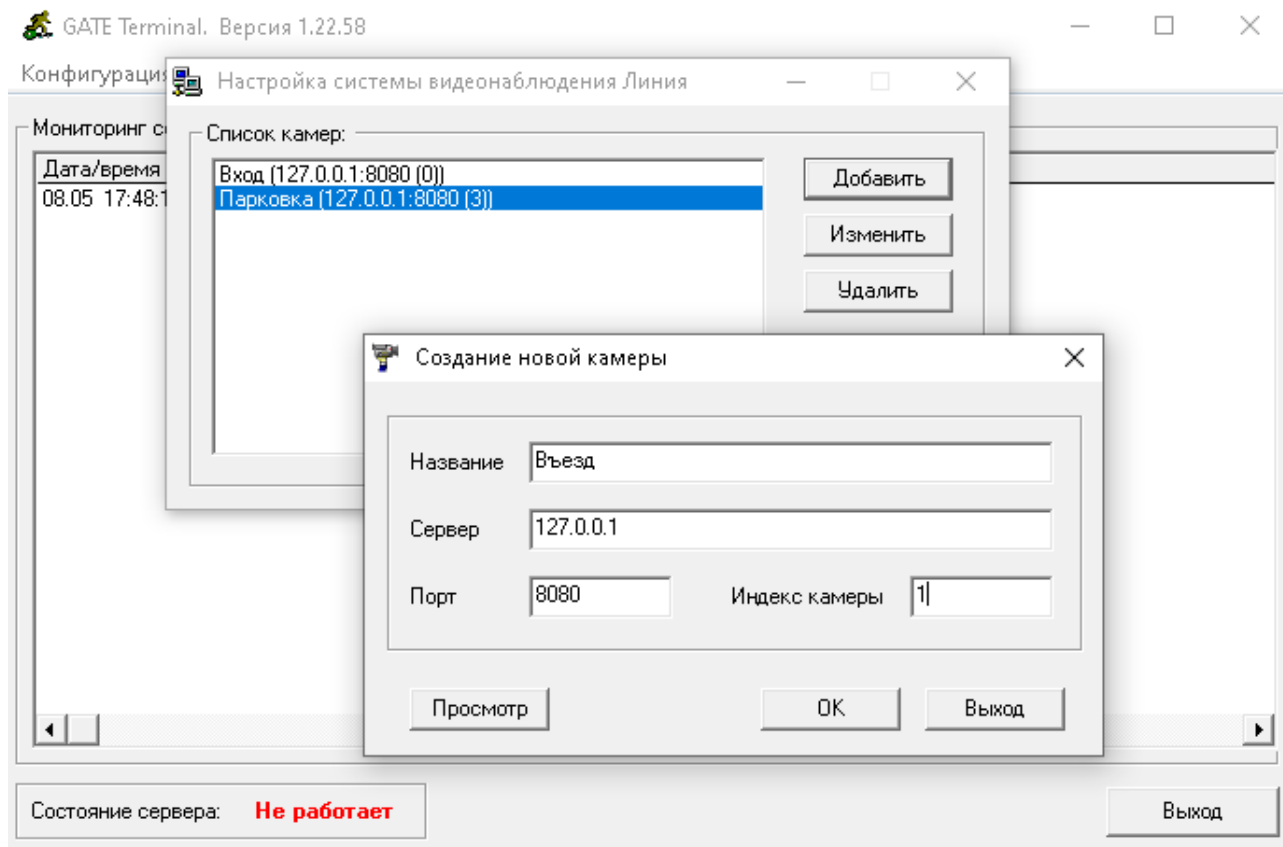 GATE Terminal. Версия 1.22.58
Конфигурация
Настройка системы видеонаблюдения Линия
Мониторинг
Список камер:
Дата/время
08.05 17:48:1
Вход (127.0.0.1:8080 (0))
Парковка (127.0.0.1:8080 (3))
Добавить
Изменить
Удалить
Создание новой камеры
Название
Въезд
Сервер
127.0.0.1
Порт
8080
Индекс камеры
1
Просмотр
OK
Выход
Состояние сервера: Не работает
Выход